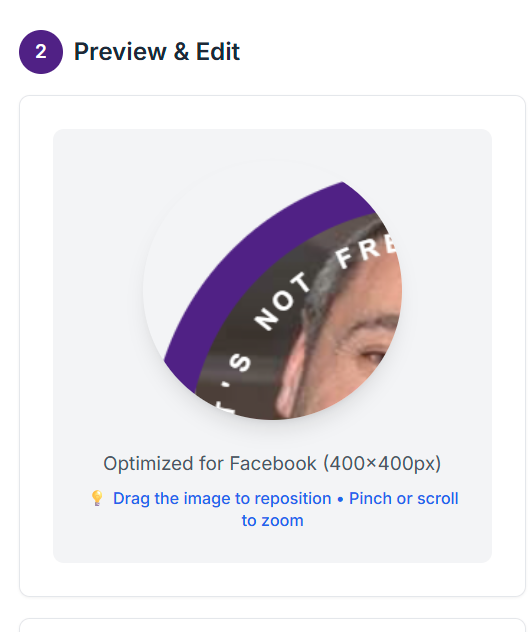 2 Preview & Edit
T'S NOT FRE
Optimized for Facebook (400×400px)
💡 Drag the image to reposition • Pinch or scroll
to zoom